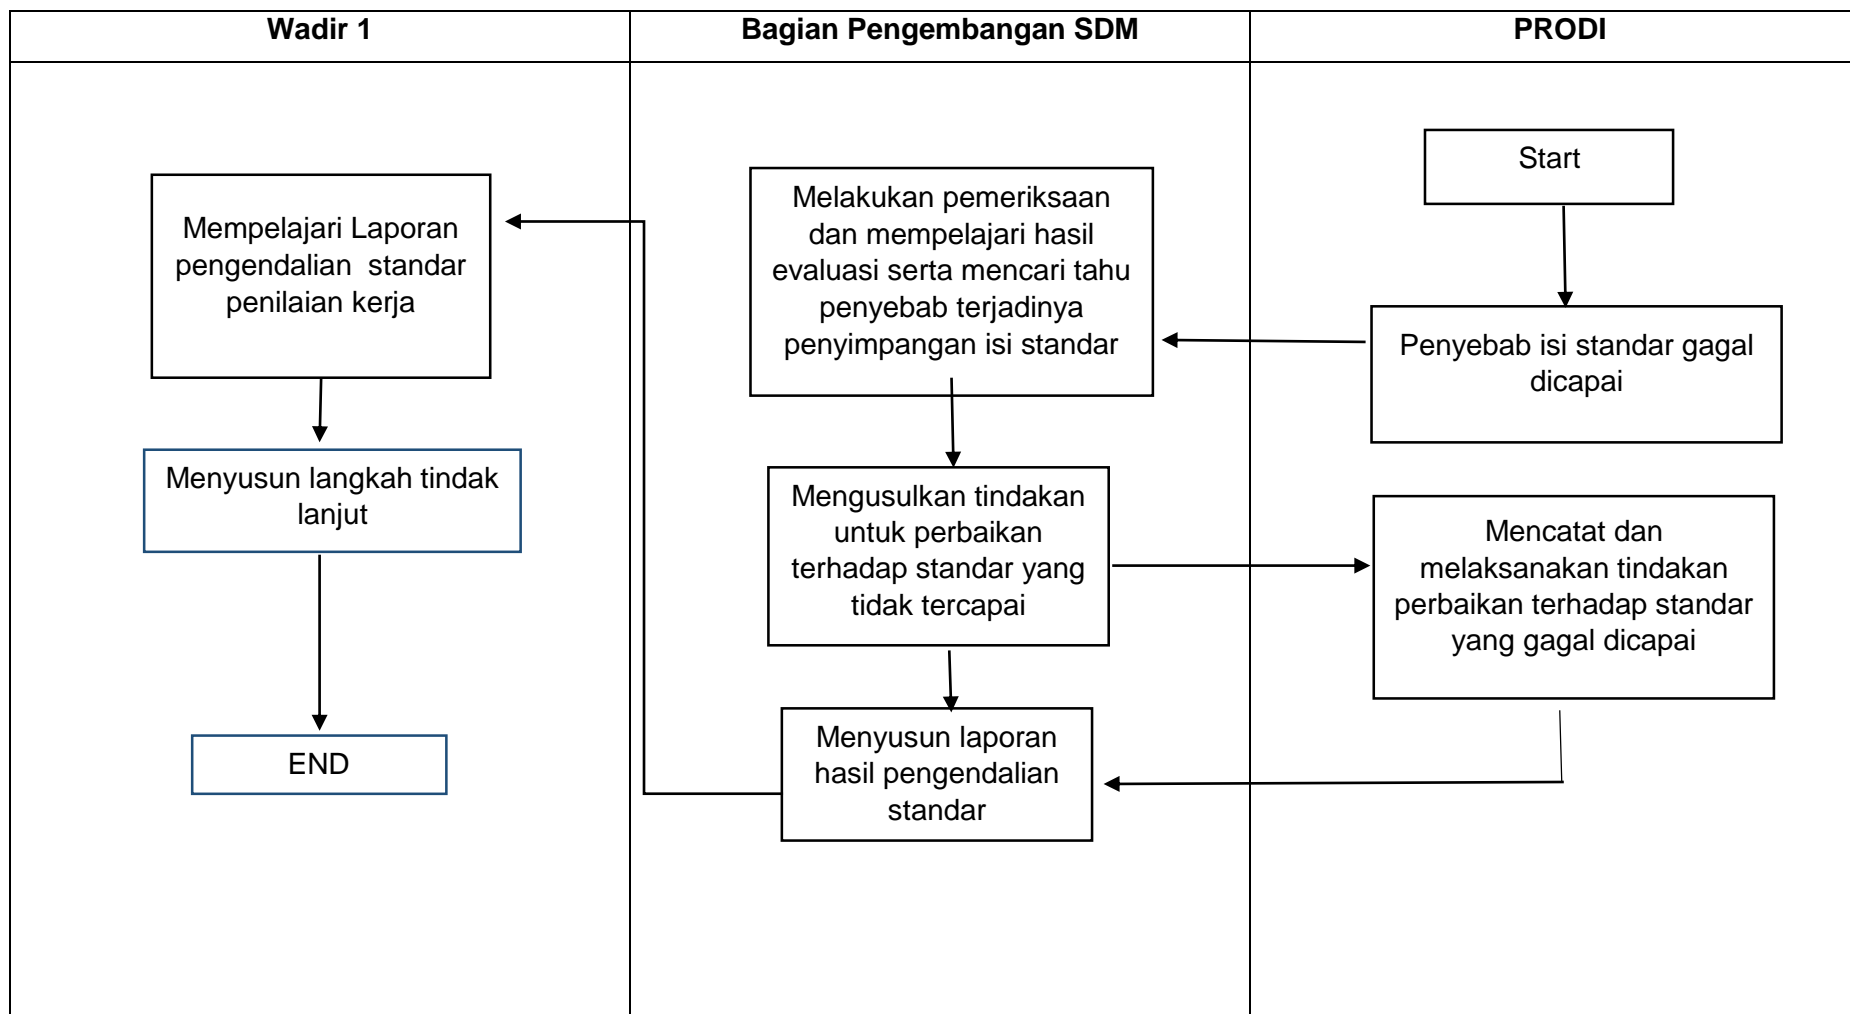 Wadir 1
Bagian Pengembangan SDM
PRODI
Mempelajari Laporan
pengendalian  standar
penilaian kerja
Menyusun langkah tindak
lanjut
END
Melakukan pemeriksaan
dan mempelajari hasil
evaluasi serta mencari tahu
penyebab terjadinya
penyimpangan isi standar
Mengusulkan tindakan
untuk perbaikan
terhadap standar yang
tidak tercapai
Menyusun laporan
hasil pengendalian
standar
Start
Penyebab isi standar gagal
dicapai
Mencatat dan
melaksanakan tindakan
perbaikan terhadap standar
yang gagal dicapai